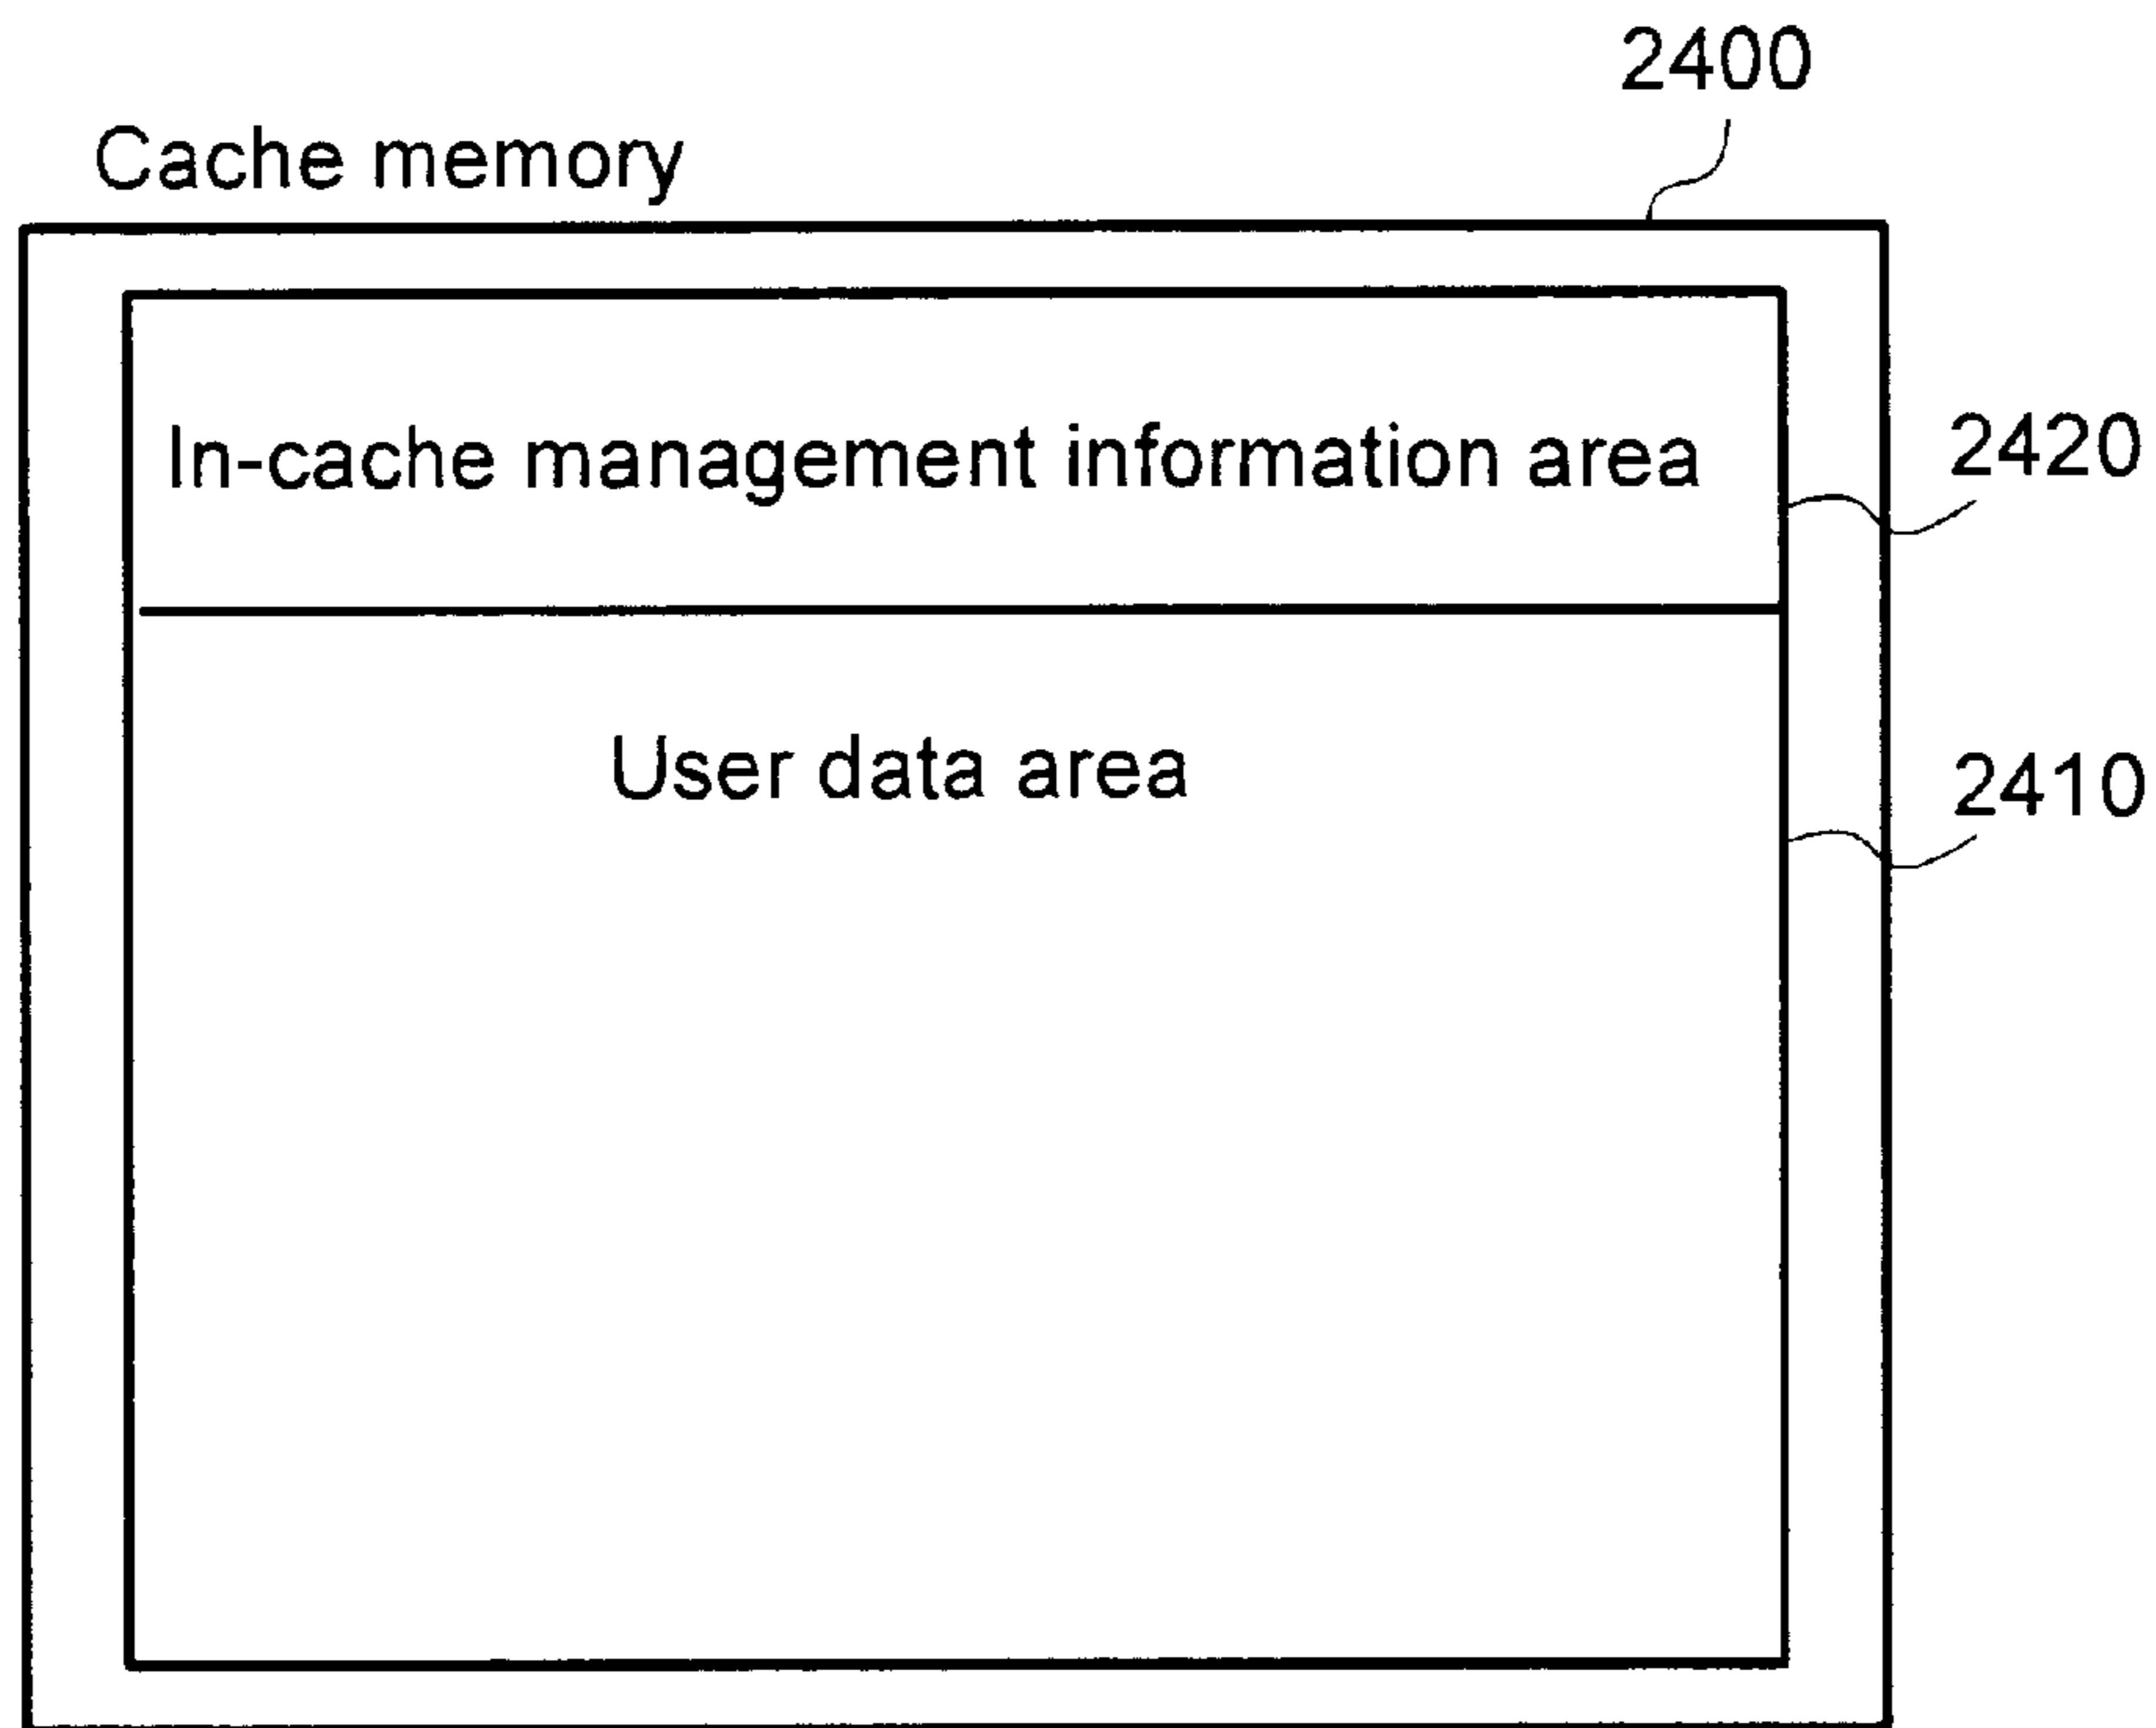 2400
Cache memory
In-cache management information area
2420
User data area
2410